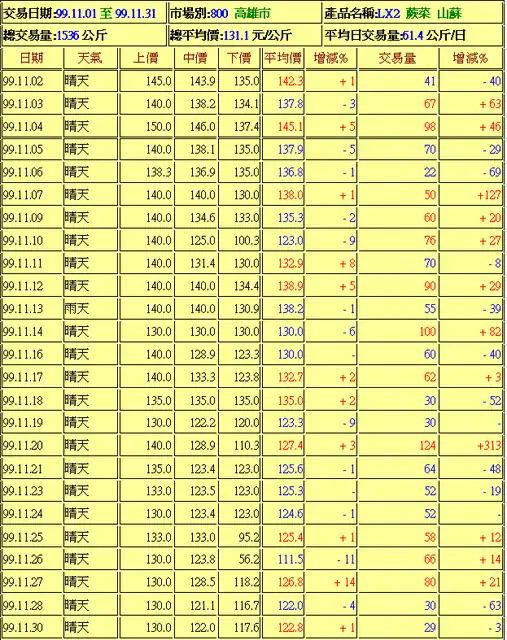 交易日期:99.11.01 至 99.11.31 市場別:800 高雄市 產品名稱:LX2 蕨菜 山蘇
總交易量:1536 公斤 總平均價:131.1 元/公斤 平均日交易量:61.4 公斤/日
日期 天氣 上價 中價 下價 平均價 增減% 交易量 增減%
99.11.02 晴天 145.0 143.9 135.0 142.3 + 1 41 - 40
99.11.03 晴天 140.0 138.2 134.1 137.8 - 3 67 + 63
99.11.04 晴天 150.0 146.0 137.4 145.1 + 5 98 + 46
99.11.05 晴天 140.0 138.1 135.0 137.9 - 5 70 - 29
99.11.06 晴天 138.3 136.9 135.0 136.8 - 1 22 - 69
99.11.07 晴天 140.0 140.0 130.0 138.0 + 1 50 +127
99.11.09 晴天 140.0 134.6 133.0 135.3 - 2 60 + 20
99.11.10 晴天 140.0 125.0 100.3 123.0 - 9 76 + 27
99.11.11 晴天 140.0 131.4 130.0 132.9 + 8 70 - 8
99.11.12 晴天 140.0 140.0 134.4 138.9 + 5 90 + 29
99.11.13 雨天 140.0 140.0 130.9 138.2 - 1 55 - 39
99.11.14 晴天 130.0 130.0 130.0 130.0 - 6 100 + 82
99.11.16 晴天 140.0 128.9 123.3 130.0 - 60 - 40
99.11.17 晴天 140.0 133.3 123.8 132.7 + 2 62 + 3
99.11.18 晴天 135.0 135.0 135.0 135.0 + 2 30 - 52
99.11.19 晴天 130.0 122.2 120.0 123.3 - 9 30 -
99.11.20 晴天 140.0 128.9 110.3 127.4 + 3 124 +313
99.11.21 晴天 135.0 123.4 123.0 125.6 - 1 64 - 48
99.11.23 晴天 133.0 123.5 123.0 125.3 - 52 - 19
99.11.24 晴天 130.0 123.4 123.0 124.6 - 1 52 -
99.11.25 晴天 133.0 133.0 95.2 125.4 + 1 58 + 12
99.11.26 晴天 130.0 123.8 56.2 111.5 - 11 66 + 14
99.11.27 晴天 130.0 128.5 118.2 126.8 + 14 80 + 21
99.11.28 晴天 130.0 121.1 116.7 122.0 - 4 30 - 63
99.11.30 晴天 130.0 122.0 117.6 122.8 + 1 29 - 3